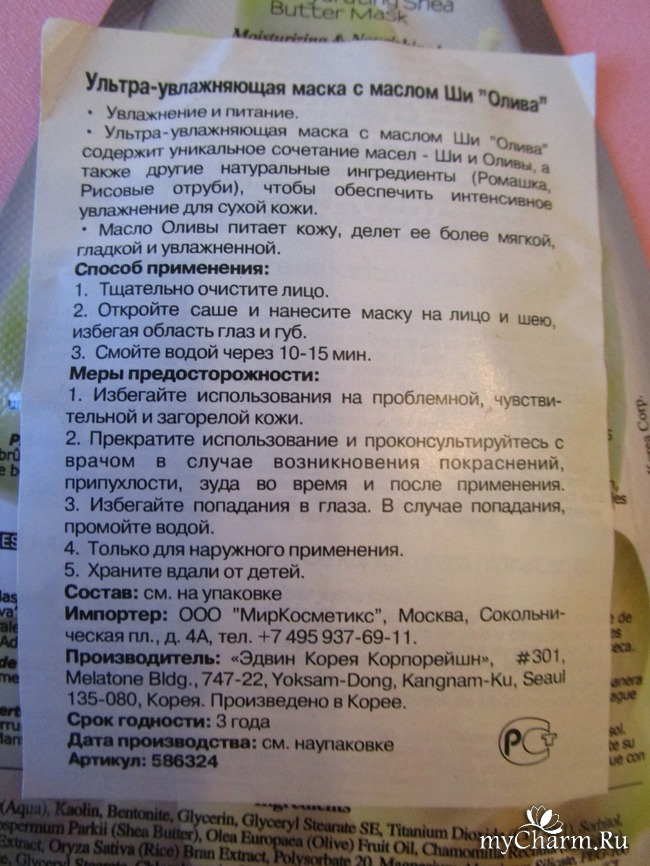 Hydrating Shea
Butter Mask
Ультра-увлажняющая маска с маслом Ши "Олива"
• Увлажнение и питание.
• Ультра-увлажняющая маска с маслом Ши "Олива"
содержит уникальное сочетание масел - Ши и Оливы, а
также другие натуральные ингредиенты (Ромашка,
Рисовые отруби), чтобы обеспечить интенсивное
увлажнение для сухой кожи.
• Масло Оливы питает кожу, делет ее более мягкой,
гладкой и увлажненной.
Способ применения:
1. Тщательно очистите лицо.
2. Откройте саше и нанесите маску на лицо и шею,
избегая область глаз и губ.
3. Смойте водой через 10-15 мин.
Меры предосторожности:
1. Избегайте использования на проблемной, чувстви-
тельной и загорелой кожи.
2. Прекратите использование и проконсультируйтесь с
врачом в случае возникновения покраснений,
припухлости, зуда во время и после применения.
3. Избегайте попадания в глаза. В случае попадания,
промойте водой.
4. Только для наружного применения.
5. Храните вдали от детей.
Состав: см. на упаковке
Импортер: ООО "МирКосметикс", Москва, Сокольни-
ческая пл., д. 4А, тел. +7 495 937-69-11.
Производитель: «Эдвин Корея Корпорейшн», #301,
Melatone Bldg., 747-22, Yoksam-Dong, Kangnam-Ku, Seaul
135-080, Корея. Произведено в Корее.
Срок годности: 3 года
Дата производства: см. наупаковке
Артикул: 586324
РСТ
Ingredients
(Aqua), Kaolin, Bentonite, Glycerin, Glyceryl Stearate SE, Titanium Dioxide
Parkii (Shea Butter), Olea Europaea (Olive) Fruit Oil,
Extract, Oryza Sativa (Rice) Bran Extract, Polysorbate 20,
myCharm.Ru